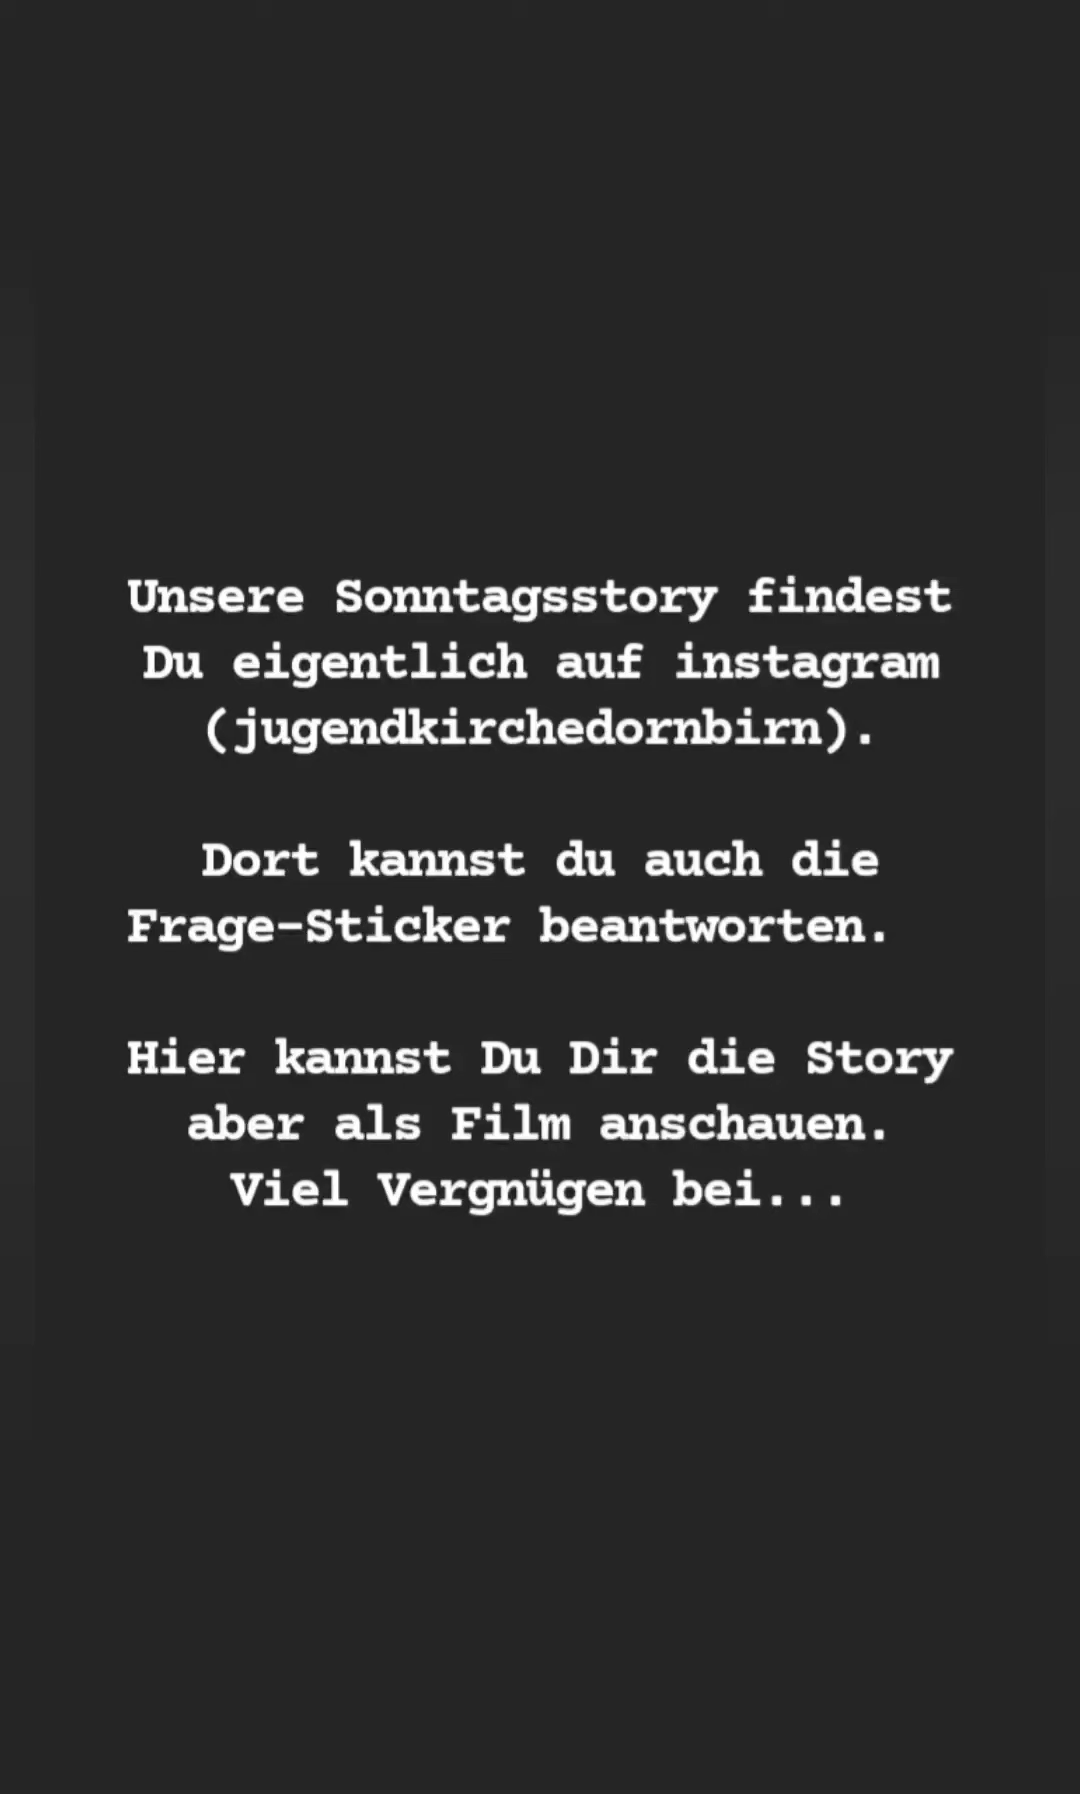 Unsere Sonntagsstory findest
Du eigentlich auf instagram
(jugendkirchedornbirn).
Dort kannst du auch die
Frage-Sticker beantworten.
Hier kannst Du Dir die Story
aber als Film anschauen.
Viel Vergnügen bei...